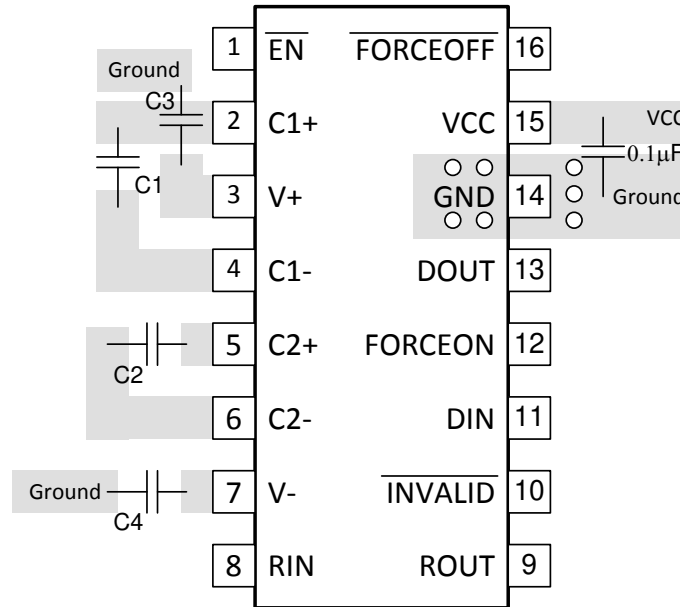 1 EN FORCEOFF 16
Ground
C3
2 C1+ VCC 15 VCC
C1 0.1µF
3 V+ GND 14 Ground
4 C1- DOUT 13
5 C2+ FORCEON 12
C2
6 C2- DIN 11
Ground 7 V- INVALID 10
C4
8 RIN ROUT 9